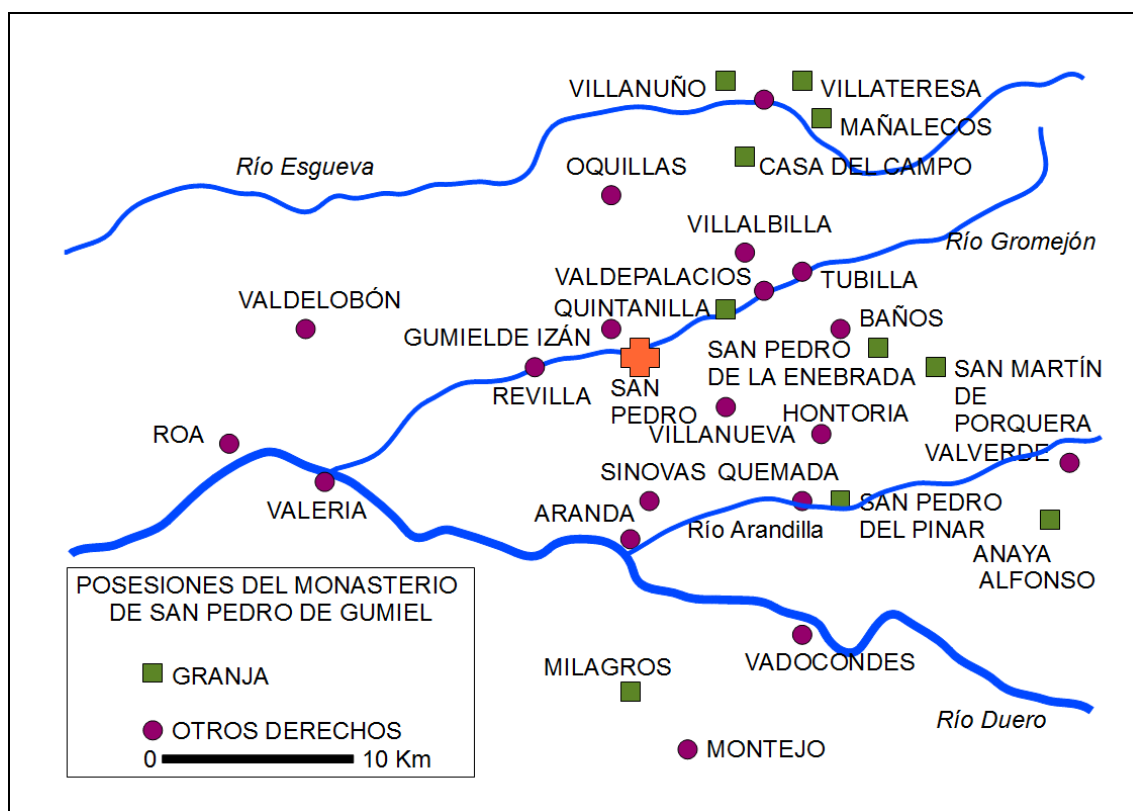 VILLANUÑO
VILLATERESA
MAÑALECOS
Río Esgueva
OQUILLAS
CASA DEL CAMPO
VILLALBILLA
Río Gromejón
VALDEPALACIOS
TUBILLA
VALDELOBÓN
QUINTANILLA
BAÑOS
GUMIELDE IZÁN
SAN PEDRO
DE LA ENEBRADA
SAN MARTÍN
DE
PORQUERA
REVILLA
SAN
PEDRO
HONTORIA
VILLANUEVA
ROA
VALVERDE
SINOVAS
QUEMADA
VALERIA
ARANDA
Río Arandilla
SAN PEDRO
DEL PINAR
ANAYA
ALFONSO
POSESIONES DEL MONASTERIO
DE SAN PEDRO DE GUMIEL
VADOCONDES
MILAGROS
GRANJA
Río Duero
OTROS DERECHOS
MONTEJO
0 10 Km